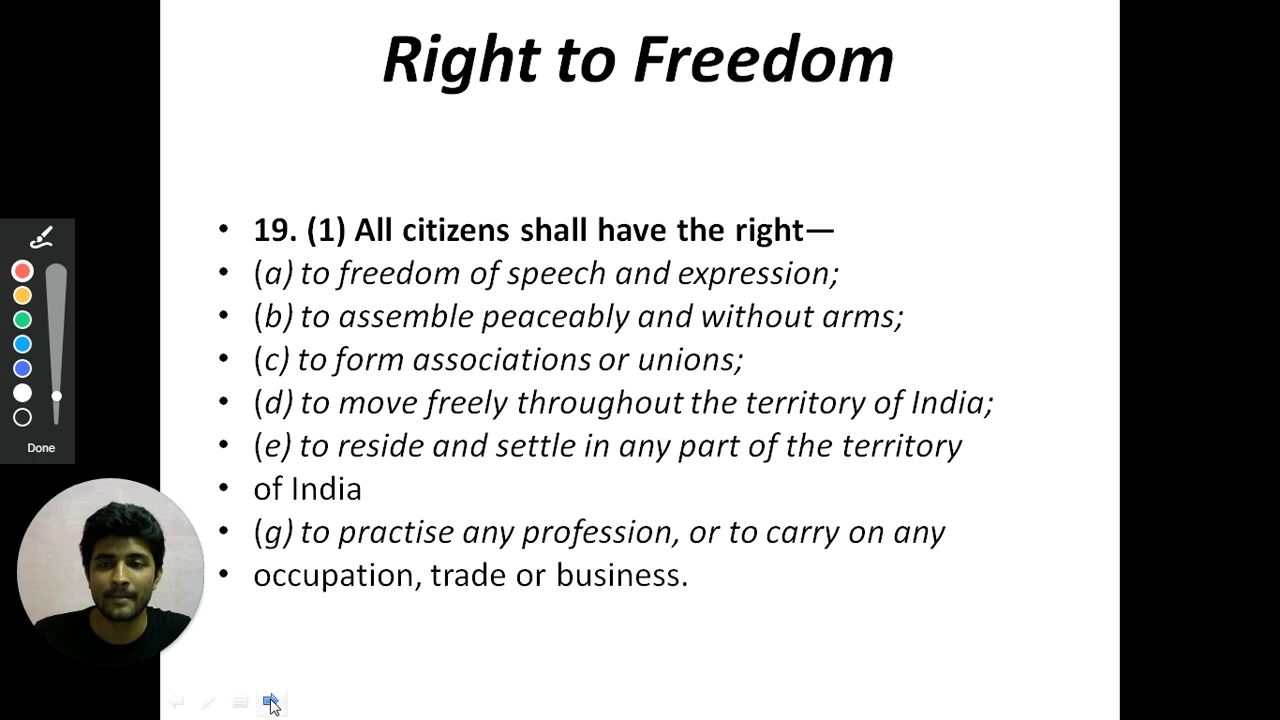 Right to Freedom
• 19. (1) All citizens shall have the right—
• (a) to freedom of speech and expression;
• (b) to assemble peaceably and without arms;
• (c) to form associations or unions;
• (d) to move freely throughout the territory of India;
• (e) to reside and settle in any part of the territory
• of India
• (g) to practise any profession, or to carry on any
• occupation, trade or business.
Done